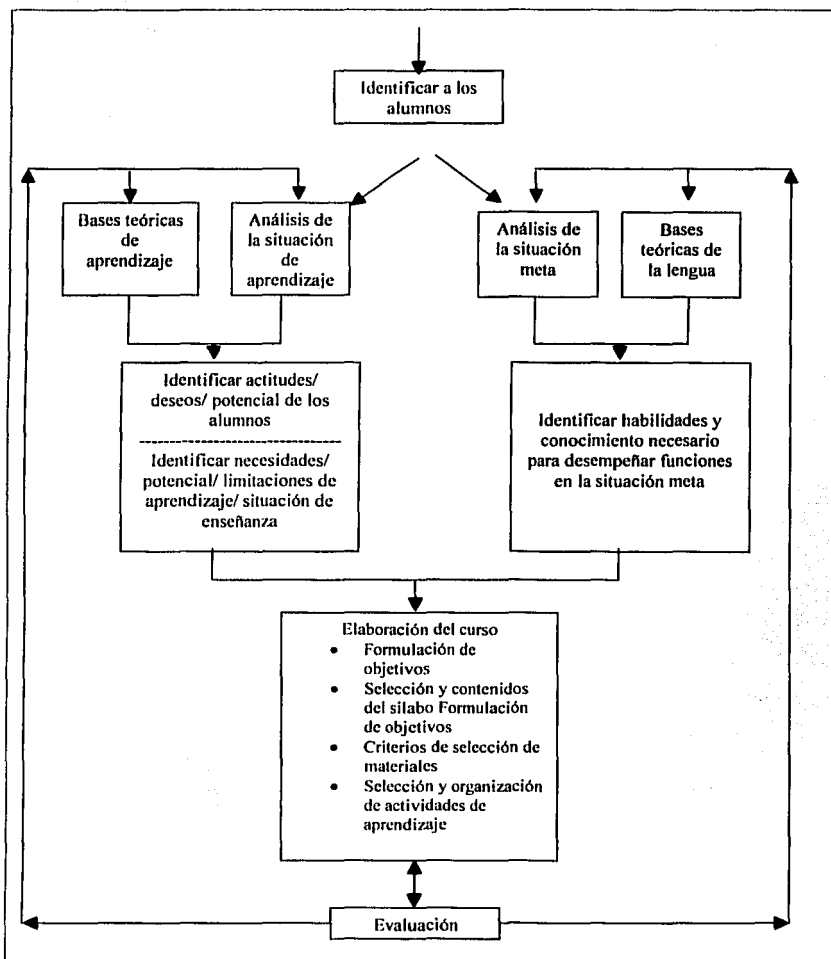 Identificar a los
alumnos
Bases teóricas
de
aprendizaje
Análisis de
la situación
de
aprendizaje
Análisis de
la situación
meta
Bases
teóricas de
la lengua
Identificar actitudes/
deseos/ potencial de los
alumnos
Identificar necesidades/
potencial/ limitaciones de
aprendizaje/ situación de
enseñanza
Identificar habilidades y
conocimiento necesario
para desempeñar funciones
en la situación meta
Elaboración del curso
• Formulación de
objetivos
• Selección y contenidos
del sílabo Formulación
de objetivos
• Criterios de selección de
materiales
• Selección y organización
de actividades de
aprendizaje
Evaluación